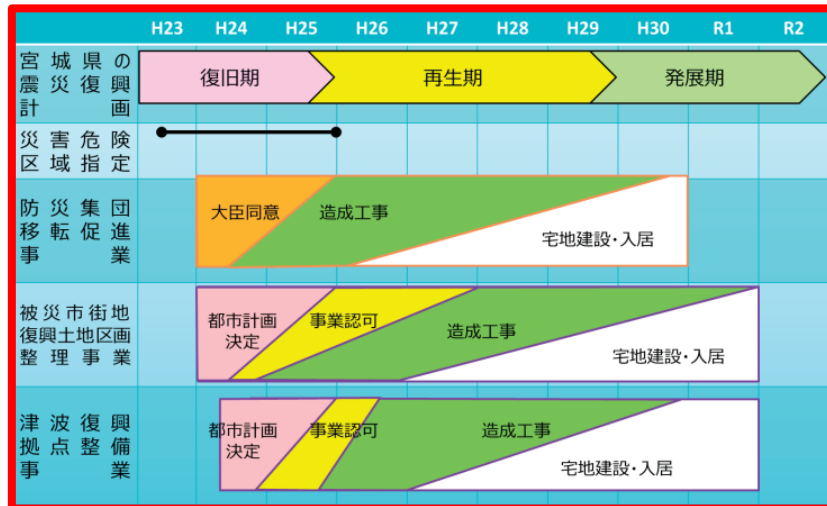 H23 H24 H25 H26 H27 H28 H29 H30 R1 R2
宮城県の
震災復興
計画
復旧期 再生期 発展期
災害危険
区域指定
防災集団
移転促進
事業
大臣同意 造成工事
宅地建設・入居
被災市街地
復興土地区画
整理事業
都市計画
決定
事業認可
造成工事
宅地建設・入居
津波復興
拠点整備
事業
都市計画
決定
事業認可
造成工事
宅地建設・入居